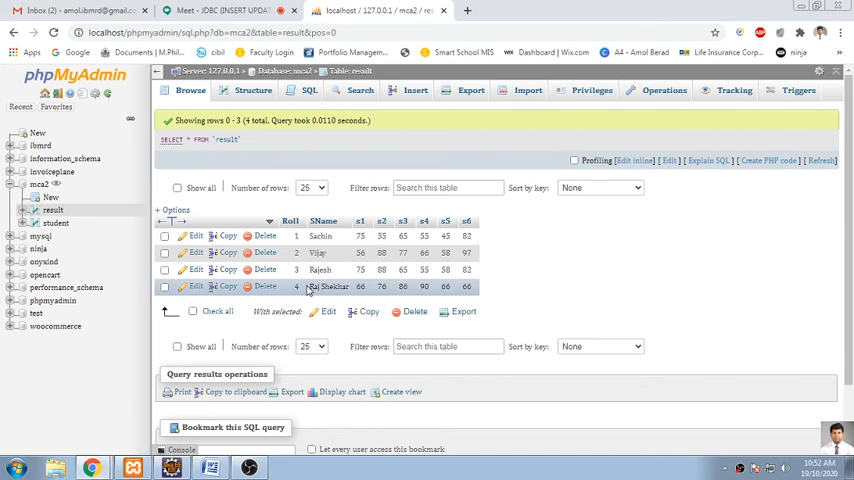 Inbox (2) - amol.ibmrd@gmail.co
Meet - JDBC (INSERT UPDAT
localhost / 127.0.0.1 / mca2 / res
localhost/phpmyadmin/sql.php?db=mca2&table=result&pos=0
Apps
Google
Documents (M.Phil
cibil
Faculty Login
Portfolio Managem...
Smart School MIS
Dashboard | Wix.com
A4 - Amol Berad
Life Insurance Corp...
ninja
phpMyAdmin
Recent Favorites
New
ibmrd
information_schema
invoiceplane
mca2
New
result
student
mysql
ninja
onyxind
opencart
performance_schema
phpmyadmin
test
woocommerce
Server: 127.0.0.1 » Database: mca2 » Table: result
Browse Structure SQL Search Insert Export Import Privileges Operations Tracking Triggers
Showing rows 0 - 3 (4 total, Query took 0.0110 seconds.)
SELECT * FROM `result`
Profiling [Edit inline] [ Edit ] [ Explain SQL ] [ Create PHP code ] [ Refresh]
Show all Number of rows: 25 Filter rows: Search this table Sort by key: None
+ Options
←T→ Roll SName s1 s2 s3 s4 s5 s6
Edit Copy Delete 1 Sachin 75 55 65 55 45 82
Edit Copy Delete 2 Vijay 56 88 77 66 58 97
Edit Copy Delete 3 Rajesh 75 88 65 55 58 82
Edit Copy Delete 4 Raj Shekhar 66 76 86 90 66 66
Check all With selected: Edit Copy Delete Export
Show all Number of rows: 25 Filter rows: Search this table Sort by key: None
Query results operations
Print Copy to clipboard Export Display chart Create view
Bookmark this SQL query
Console
Let every user access this bookmark
10:52 AM
19/10/2020